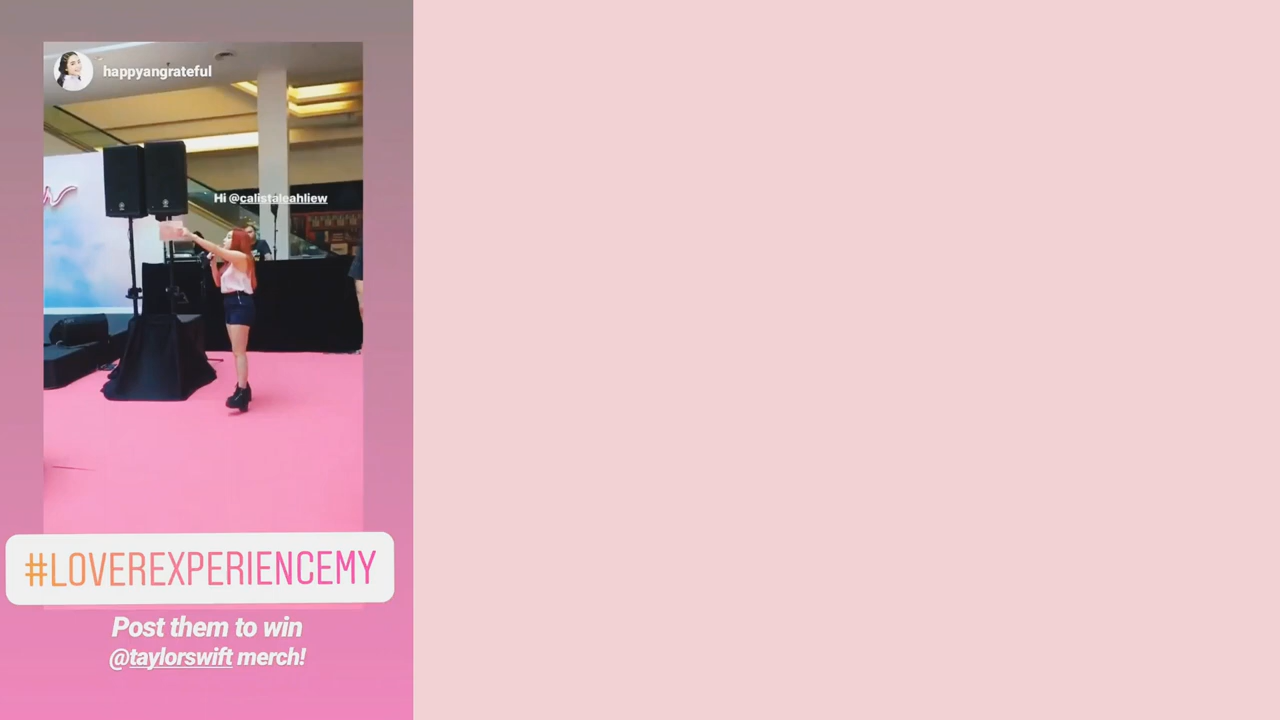 happyangrateful
Hi @calistaleahliew
#LOVEREXPERIENCEMY
Post them to win
@taylorswift merch!